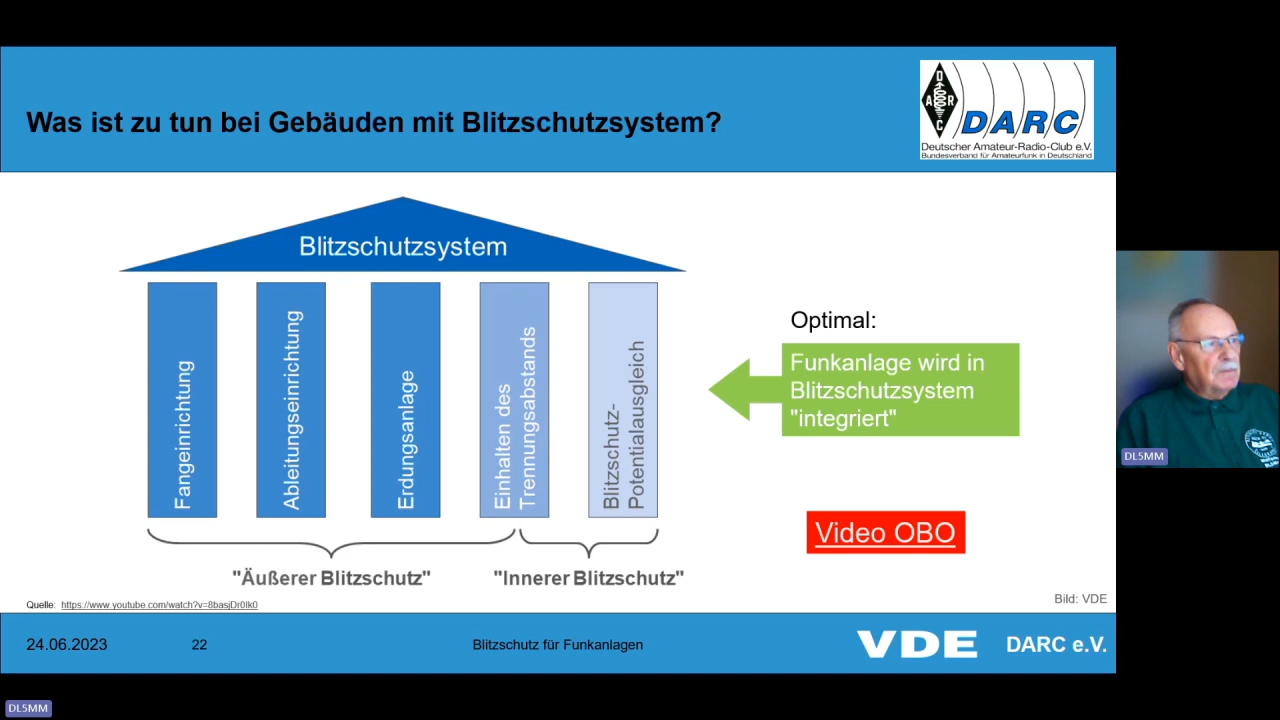 Was ist zu tun bei Gebäuden mit Blitzschutzsystem?
D
A R
C
DARC
Deutscher Amateur-Radio-Club e.V.
Bundesverband für Amateurfunk in Deutschland
Blitzschutzsystem
Fangeinrichtung
Ableitungseinrichtung
Erdungsanlage
Einhalten des
Trennungsabstands
Blitzschutz-
Potentialausgleich
"Äußerer Blitzschutz"
"Innerer Blitzschutz"
Optimal:
Funkanlage wird in
Blitzschutzsystem
"integriert"
Video OBO
Quelle: https://www.youtube.com/watch?v=8basjDr0Ik0
Bild: VDE
24.06.2023
22
Blitzschutz für Funkanlagen
VDE
DARC e.V.
DL5MM
DL5MM